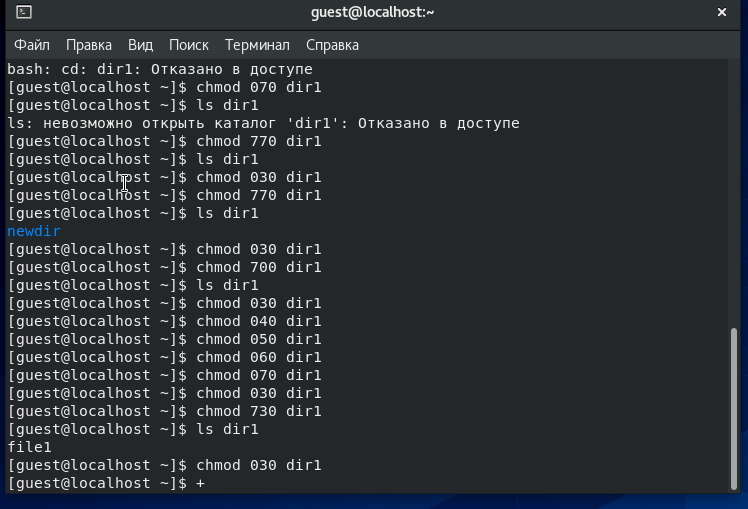 guest@localhost:~
Файл Правка Вид Поиск Терминал Справка
bash: cd: dir1: Отказано в доступе
[guest@localhost ~]$ chmod 070 dir1
[guest@localhost ~]$ ls dir1
ls: невозможно открыть каталог 'dir1': Отказано в доступе
[guest@localhost ~]$ chmod 770 dir1
[guest@localhost ~]$ ls dir1
[guest@localhost ~]$ chmod 030 dir1
[guest@localhost ~]$ chmod 770 dir1
[guest@localhost ~]$ ls dir1
newdir
[guest@localhost ~]$ chmod 030 dir1
[guest@localhost ~]$ chmod 700 dir1
[guest@localhost ~]$ ls dir1
[guest@localhost ~]$ chmod 030 dir1
[guest@localhost ~]$ chmod 040 dir1
[guest@localhost ~]$ chmod 050 dir1
[guest@localhost ~]$ chmod 060 dir1
[guest@localhost ~]$ chmod 070 dir1
[guest@localhost ~]$ chmod 030 dir1
[guest@localhost ~]$ chmod 730 dir1
[guest@localhost ~]$ ls dir1
file1
[guest@localhost ~]$ chmod 030 dir1
[guest@localhost ~]$ +